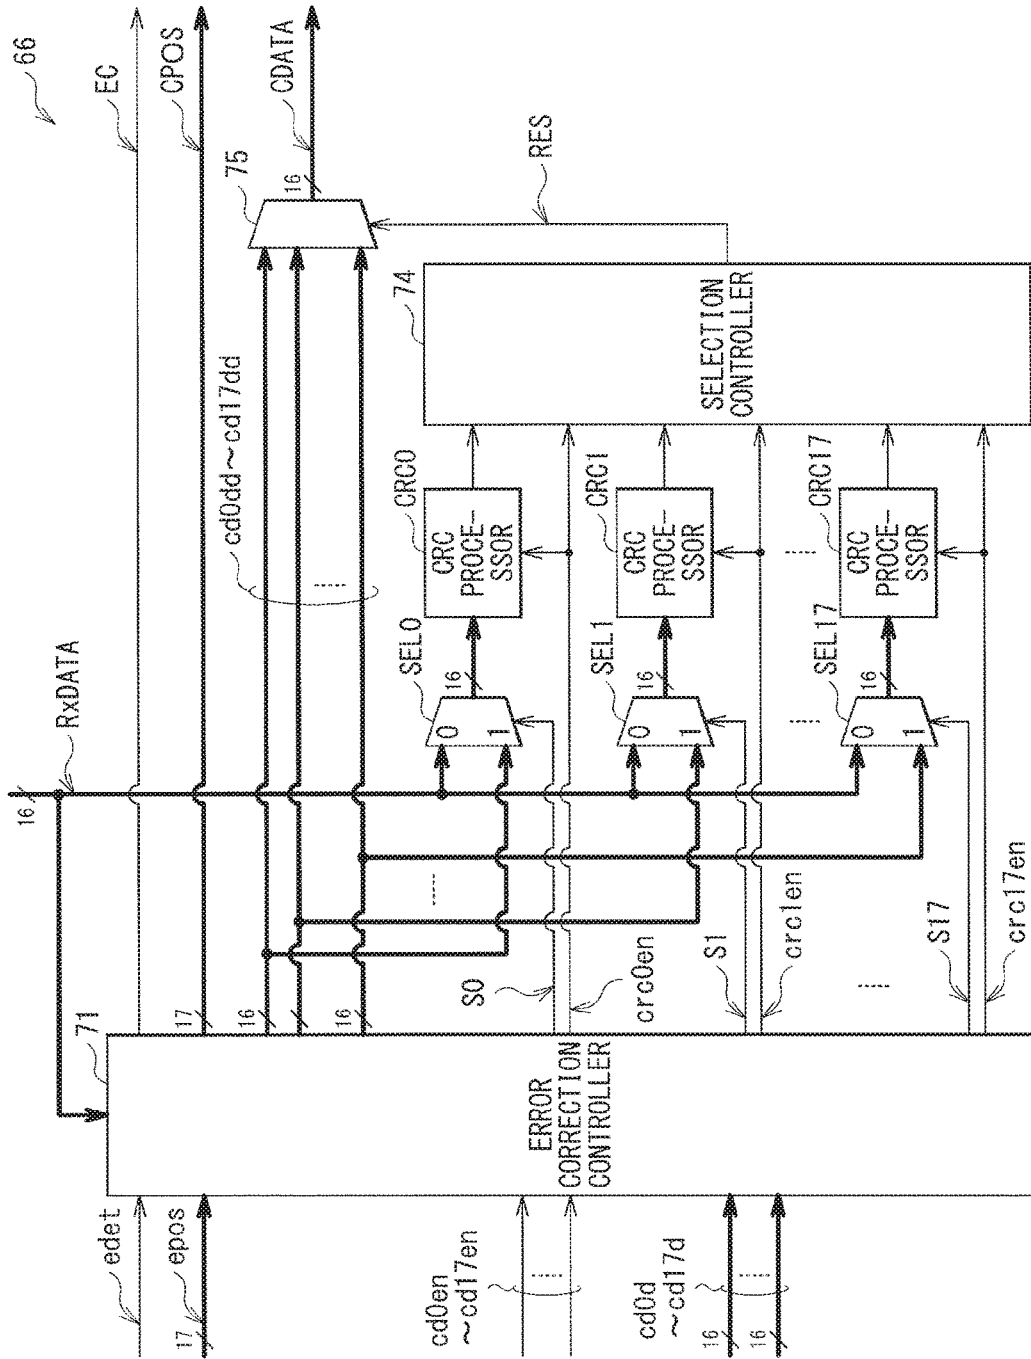 66
EC
CPOS
CDATA
16
75
RES
cd0dd～cd17dd
74
SELECTION
CONTROLLER
CRC0
CRC
PROCE-
SSOR
CRC1
CRC
PROCE-
SSOR
CRC17
CRC
PROCE-
SSOR
RxDATA
16
SEL0
0
1
16
SEL1
0
1
16
SEL17
0
1
16
S0
crc0en
S1
crc1en
S17
crc17en
71
17
16
16
ERROR
CORRECTION
CONTROLLER
edet
epos
17
cd0en
～cd17en
cd0d
～cd17d
16
16